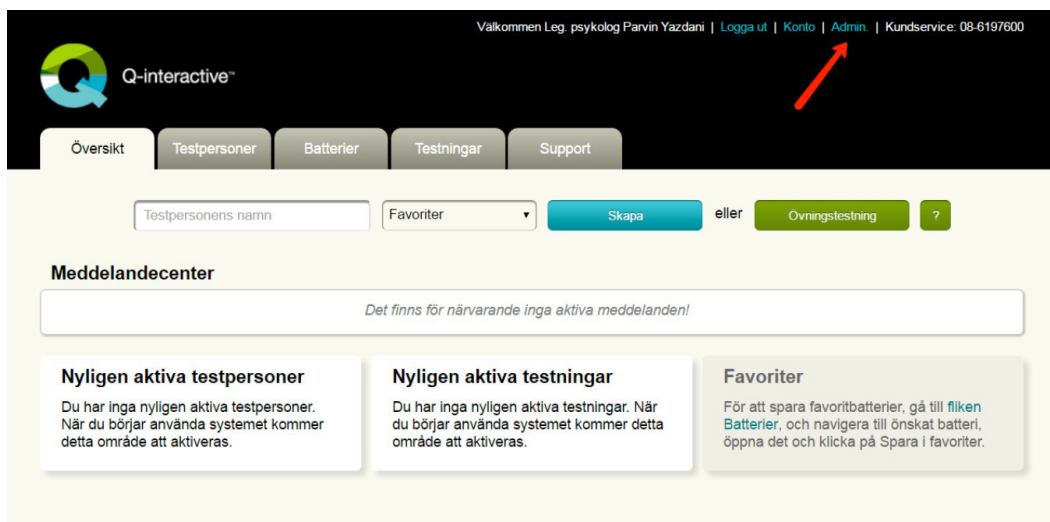 Välkommen Leg. psykolog Parvin Yazdani | Logga ut | Konto | Admin. | Kundservice: 08-6197600
Q-interactive™
Översikt
Testpersoner
Batterier
Testningar
Support
Testpersonens namn
Favoriter
Skapa
eller
Övningstestning
?
Meddelandecenter
Det finns för närvarande inga aktiva meddelanden!
Nyligen aktiva testpersoner
Du har inga nyligen aktiva testpersoner.
När du börjar använda systemet kommer
detta område att aktiveras.
Nyligen aktiva testningar
Du har inga nyligen aktiva testningar. När
du börjar använda systemet kommer detta
område att aktiveras.
Favoriter
För att spara favoritbatterier, gå till fliken
Batterier, och navigera till önskat batteri,
öppna det och klicka på Spara i favoriter.